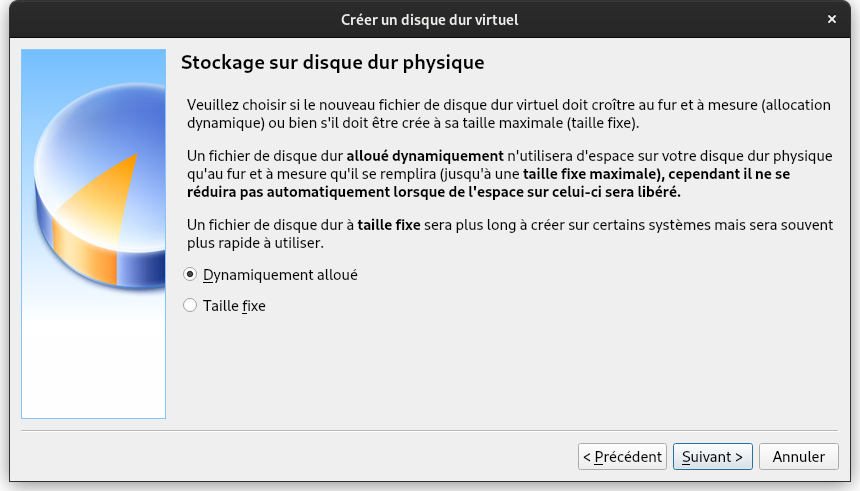 Créer un disque dur virtuel
×
Stockage sur disque dur physique
Veuillez choisir si le nouveau fichier de disque dur virtuel doit croître au fur et à mesure (allocation
dynamique) ou bien s'il doit être crée à sa taille maximale (taille fixe).
Un fichier de disque dur alloué dynamiquement n'utilisera d'espace sur votre disque dur physique
qu'au fur et à mesure qu'il se remplira (jusqu'à une taille fixe maximale), cependant il ne se
réduira pas automatiquement lorsque de l'espace sur celui-ci sera libéré.
Un fichier de disque dur à taille fixe sera plus long à créer sur certains systèmes mais sera souvent
plus rapide à utiliser.
Dynamiquement alloué
Taille fixe
< Précédent Suivant > Annuler